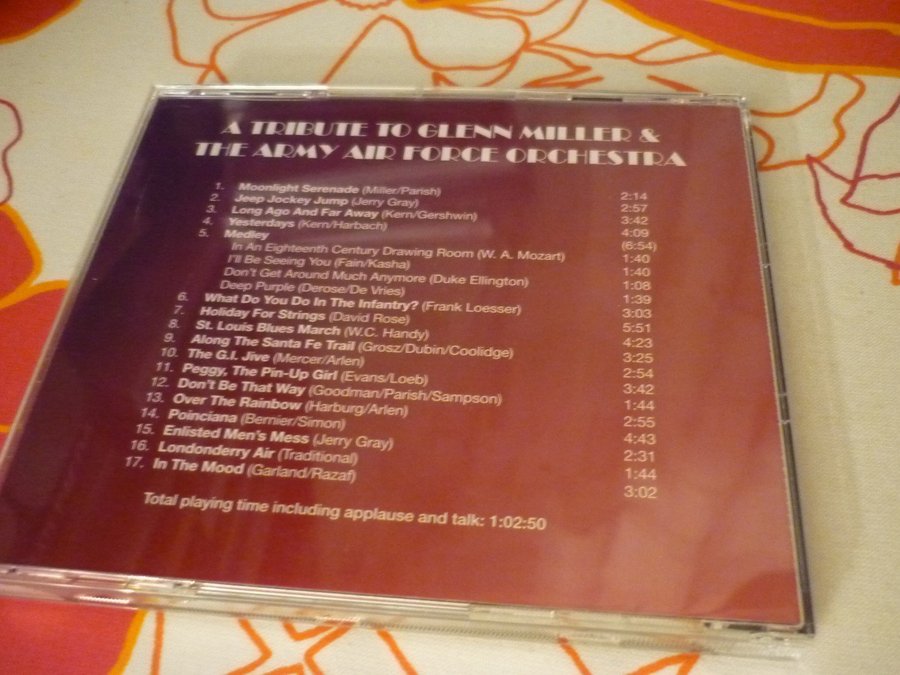 A TRIBUTE TO GLENN MILLER &
THE ARMY AIR FORCE ORCHESTRA
1. Moonlight Serenade (Miller/Parish) 2:14
2. Jeep Jockey Jump (Jerry Gray) 2:57
3. Long Ago And Far Away (Kern/Gershwin) 3:42
4. Yesterdays (Kern/Harbach) 4:09
5. Medley (6:54)
In An Eighteenth Century Drawing Room (W. A. Mozart) 1:40
I'll Be Seeing You (Fain/Kasha) 1:40
Don't Get Around Much Anymore (Duke Ellington) 1:08
Deep Purple (Derose/De Vries) 1:39
6. What Do You Do In The Infantry? (Frank Loesser) 3:03
7. Holiday For Strings (David Rose) 5:51
8. St. Louis Blues March (W.C. Handy) 4:23
9. Along The Santa Fe Trail (Grosz/Dubin/Coolidge) 3:25
10. The G.I. Jive (Mercer/Arlen) 2:54
11. Peggy, The Pin-Up Girl (Evans/Loeb) 3:42
12. Don't Be That Way (Goodman/Parish/Sampson) 1:44
13. Over The Rainbow (Harburg/Arlen) 2:55
14. Poinciana (Bernier/Simon) 4:43
15. Enlisted Men's Mess (Jerry Gray) 2:31
16. Londonderry Air (Traditional) 1:44
17. In The Mood (Garland/Razaf) 3:02
Total playing time including applause and talk: 1:02:50